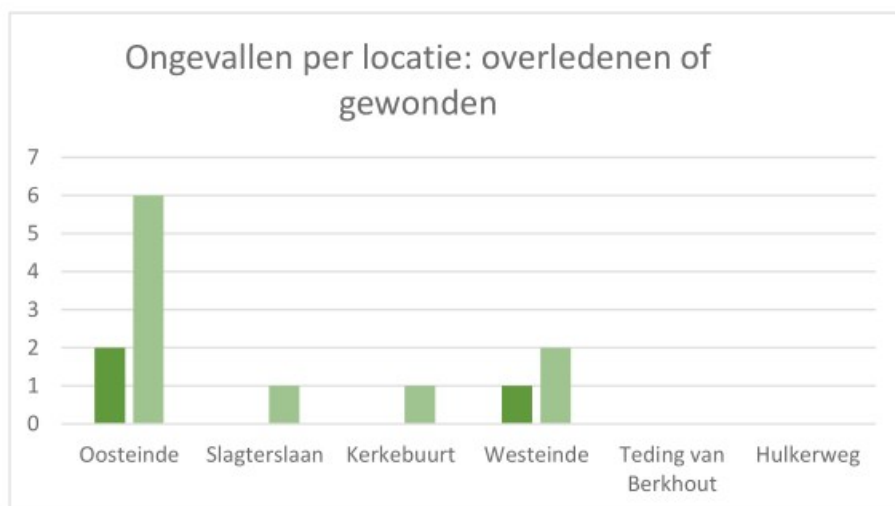 Ongevallen per locatie: overledenen of
gewonden
7
6
5
4
3
2
1
0
Oosteinde
Slagterslaan
Kerkebuurt
Westeinde
Teding van
Berkhout
Hulkerweg